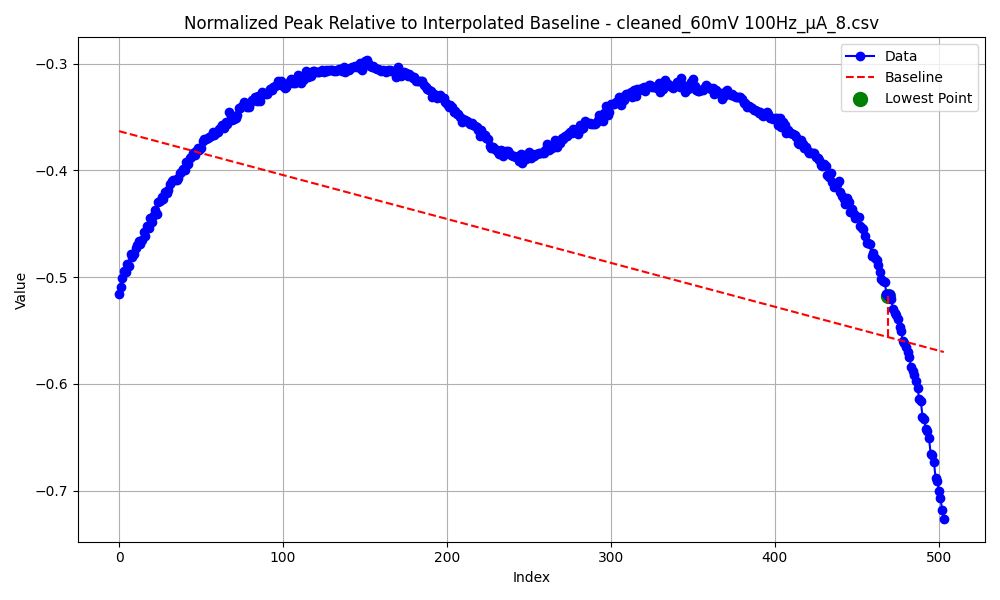 Normalized Peak Relative to Interpolated Baseline - cleaned_60mV 100Hz_μA_8.csv
Data
Baseline
Lowest Point
−0.3
−0.4
−0.5
−0.6
−0.7
Value
0 100 200 300 400 500
Index